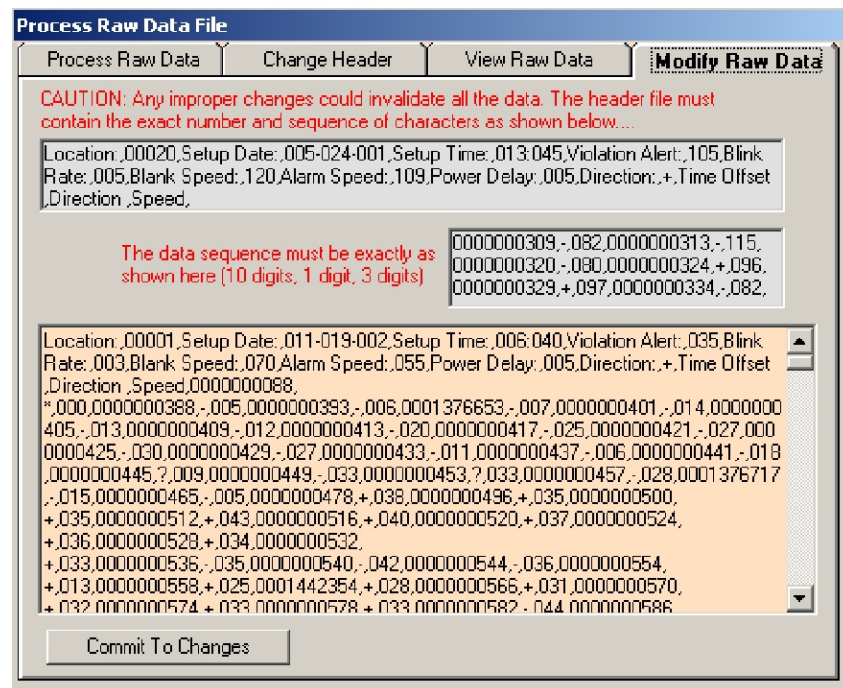 Process Raw Data File
Process Raw Data
Change Header
View Raw Data
Modify Raw Data
CAUTION: Any improper changes could invalidate all the data. The header file must
contain the exact number and sequence of characters as shown below....
Location:,00020,Setup Date:,005-024-001,Setup Time:,013:045,Violation Alert:,105,Blink
Rate:,005,Blank Speed:,120,Alarm Speed:,109,Power Delay:,005,Direction:,+,Time Offset
,Direction ,Speed,
The data sequence must be exactly as
shown here (10 digits, 1 digit, 3 digits)
0000000309,-,082,0000000313,-,115,
0000000320,-,080,0000000324,+,096,
0000000329,+,097,0000000334,-,082,
Location:,00001,Setup Date:,011-019-002,Setup Time:,006:040,Violation Alert:,035,Blink
Rate:,003,Blank Speed:,070,Alarm Speed:,055,Power Delay:,005,Direction:,+,Time Offset
,Direction ,Speed,0000000088,
*,000,0000000388,-,005,0000000393,-,006,0001376653,-,007,0000000401,-,014,0000000
405,-,013,0000000409,-,012,0000000413,-,020,0000000417,-,025,0000000421,-,027,000
0000425,-,030,0000000429,-,027,0000000433,-,011,0000000437,-,006,0000000441,-,018
,0000000445,?,009,0000000449,-,033,0000000453,?,033,0000000457,-,028,0001376717
,-,015,0000000465,-,005,0000000478,+,038,0000000496,+,035,0000000500,
+,035,0000000512,+,043,0000000516,+,040,0000000520,+,037,0000000524,
+,036,0000000528,+,034,0000000532,
+,033,0000000536,-,035,0000000540,-,042,0000000544,-,036,0000000554,
+,013,0000000558,+,025,0001442354,+,028,0000000566,+,031,0000000570,
+,032,0000000574,+,033,0000000578,+,033,0000000582,-,044,0000000586,
Commit To Changes